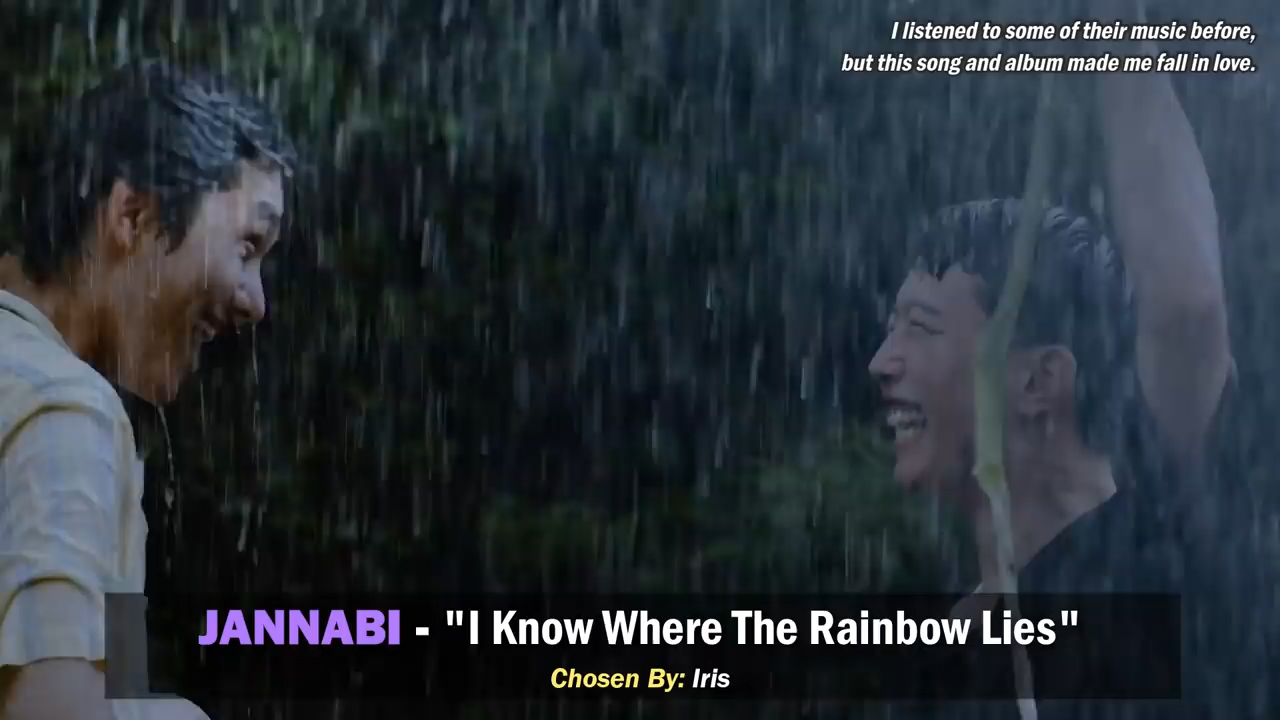 I listened to some of their music before,
but this song and album made me fall in love.
JANNABI - "I Know Where The Rainbow Lies"
Chosen By: Iris